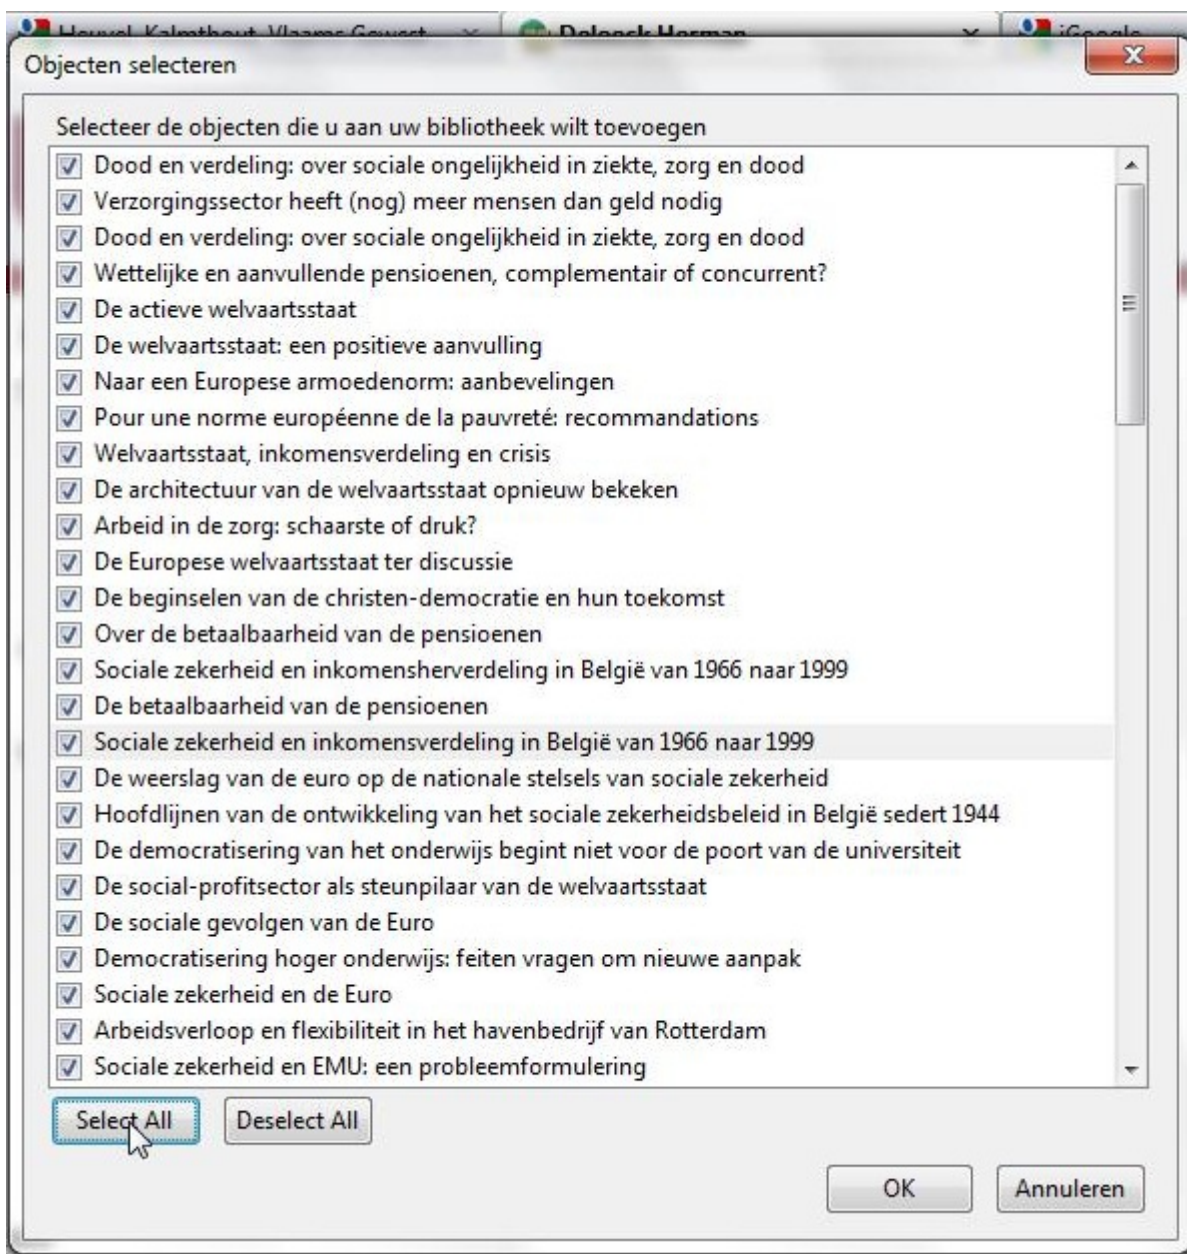 Heuvel, Kalmthout, Vlaams Gewest
Deleeck Herman
iGoogle
Objecten selecteren
Selecteer de objecten die u aan uw bibliotheek wilt toevoegen
Dood en verdeling: over sociale ongelijkheid in ziekte, zorg en dood
Verzorgingssector heeft (nog) meer mensen dan geld nodig
Dood en verdeling: over sociale ongelijkheid in ziekte, zorg en dood
Wettelijke en aanvullende pensioenen, complementair of concurrent?
De actieve welvaartsstaat
De welvaartsstaat: een positieve aanvulling
Naar een Europese armoedenorm: aanbevelingen
Pour une norme européenne de la pauvreté: recommandations
Welvaartsstaat, inkomensverdeling en crisis
De architectuur van de welvaartsstaat opnieuw bekeken
Arbeid in de zorg: schaarste of druk?
De Europese welvaartsstaat ter discussie
De beginselen van de christen-democratie en hun toekomst
Over de betaalbaarheid van de pensioenen
Sociale zekerheid en inkomensherverdeling in België van 1966 naar 1999
De betaalbaarheid van de pensioenen
Sociale zekerheid en inkomensverdeling in België van 1966 naar 1999
De weerslag van de euro op de nationale stelsels van sociale zekerheid
Hoofdlijnen van de ontwikkeling van het sociale zekerheidsbeleid in België sedert 1944
De democratisering van het onderwijs begint niet voor de poort van de universiteit
De social-profitsector als steunpilaar van de welvaartsstaat
De sociale gevolgen van de Euro
Democratisering hoger onderwijs: feiten vragen om nieuwe aanpak
Sociale zekerheid en de Euro
Arbeidsverloop en flexibiliteit in het havenbedrijf van Rotterdam
Sociale zekerheid en EMU: een probleemformulering
Select All
Deselect All
OK
Annuleren